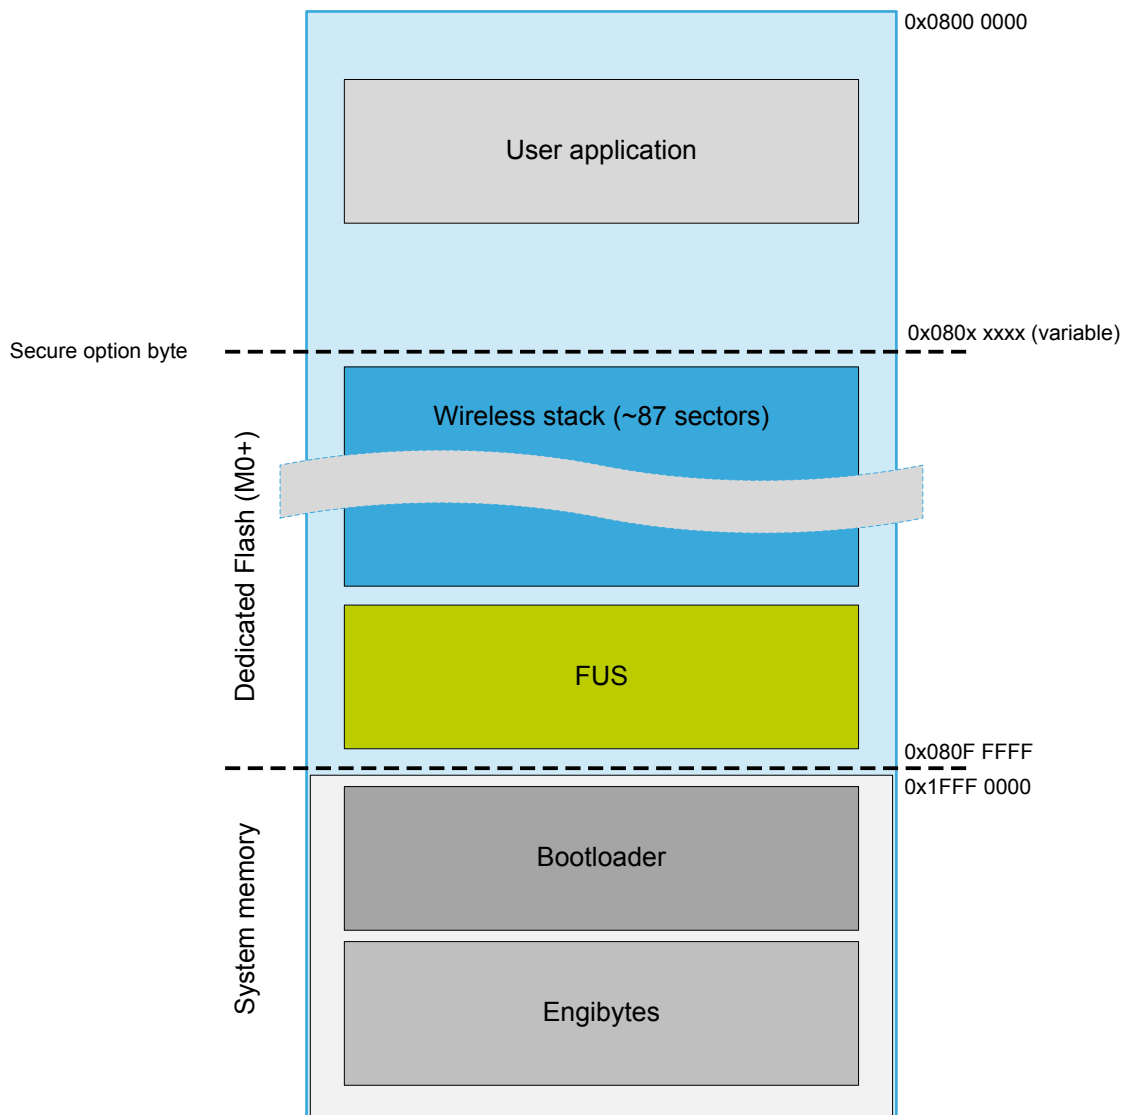 0x0800 0000
User application
0x080x xxxx (variable)
Secure option byte
Wireless stack (~87 sectors)
Dedicated Flash (M0+)
FUS
0x080F FFFF
0x1FFF 0000
Bootloader
System memory
Engibytes